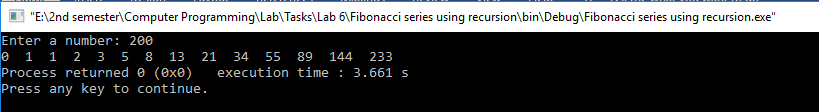 "E:\2nd semester\Computer Programming\Lab\Tasks\Lab 6\Fibonacci series using recursion\bin\Debug\Fibonacci series using recursion.exe"
Enter a number: 200
0  1  1  2  3  5  8  13  21  34  55  89  144  233
Process returned 0 (0x0)   execution time : 3.661 s
Press any key to continue.